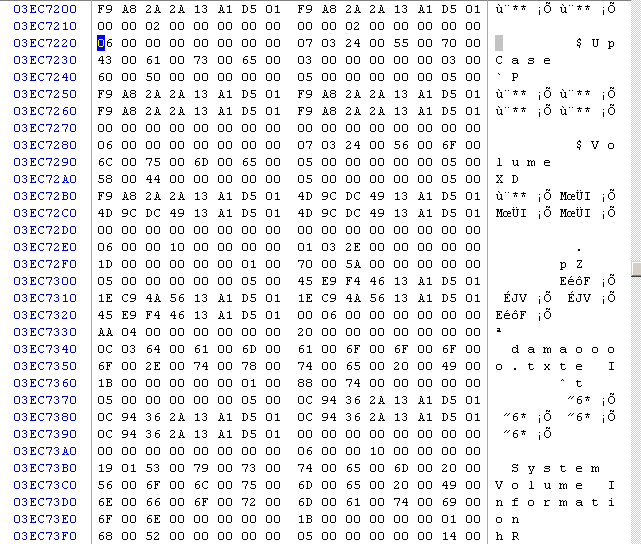 03EC7200 F9 A8 2A 2A 13 A1 D5 01 F9 A8 2A 2A 13 A1 D5 01 ù¨** ¡Õ ù¨** ¡Õ
03EC7210 00 00 02 00 00 00 00 00 00 00 02 00 00 00 00 00
03EC7220 06 00 00 00 00 00 00 00 07 03 24 00 55 00 70 00 $ U p
03EC7230 43 00 61 00 73 00 65 00 03 00 00 00 00 00 03 00 C a s e
03EC7240 60 00 50 00 00 00 00 00 05 00 00 00 00 00 05 00 ` P
03EC7250 F9 A8 2A 2A 13 A1 D5 01 F9 A8 2A 2A 13 A1 D5 01 ù¨** ¡Õ ù¨** ¡Õ
03EC7260 F9 A8 2A 2A 13 A1 D5 01 F9 A8 2A 2A 13 A1 D5 01 ù¨** ¡Õ ù¨** ¡Õ
03EC7270 00 00 00 00 00 00 00 00 00 00 00 00 00 00 00 00
03EC7280 06 00 00 00 00 00 00 00 07 03 24 00 56 00 6F 00 $ V o
03EC7290 6C 00 75 00 6D 00 65 00 05 00 00 00 00 00 05 00 l u m e
03EC72A0 58 00 44 00 00 00 00 00 05 00 00 00 00 00 05 00 X D
03EC72B0 F9 A8 2A 2A 13 A1 D5 01 4D 9C DC 49 13 A1 D5 01 ù¨** ¡Õ MœÜI ¡Õ
03EC72C0 4D 9C DC 49 13 A1 D5 01 4D 9C DC 49 13 A1 D5 01 MœÜI ¡Õ MœÜI ¡Õ
03EC72D0 00 00 00 00 00 00 00 00 00 00 00 00 00 00 00 00
03EC72E0 06 00 00 10 00 00 00 00 01 03 2E 00 00 00 00 00 .
03EC72F0 1D 00 00 00 00 00 01 00 70 00 5A 00 00 00 00 00 p Z
03EC7300 05 00 00 00 00 00 05 00 45 E9 F4 46 13 A1 D5 01 EéôF ¡Õ
03EC7310 1E C9 4A 56 13 A1 D5 01 1E C9 4A 56 13 A1 D5 01 ÉJV ¡Õ ÉJV ¡Õ
03EC7320 45 E9 F4 46 13 A1 D5 01 00 06 00 00 00 00 00 00 EéôF ¡Õ
03EC7330 AA 04 00 00 00 00 00 00 20 00 00 00 00 00 00 00 ª
03EC7340 0C 03 64 00 61 00 6D 00 61 00 6F 00 6F 00 6F 00 d a m a o o o
03EC7350 6F 00 2E 00 74 00 78 00 74 00 65 00 20 00 49 00 o . t x t e I
03EC7360 1B 00 00 00 00 00 01 00 88 00 74 00 00 00 00 00 ˆ t
03EC7370 05 00 00 00 00 00 05 00 0C 94 36 2A 13 A1 D5 01 ”6* ¡Õ
03EC7380 0C 94 36 2A 13 A1 D5 01 0C 94 36 2A 13 A1 D5 01 ”6* ¡Õ ”6* ¡Õ
03EC7390 0C 94 36 2A 13 A1 D5 01 00 00 00 00 00 00 00 00 ”6* ¡Õ
03EC73A0 00 00 00 00 00 00 00 00 06 00 00 10 00 00 00 00
03EC73B0 19 01 53 00 79 00 73 00 74 00 65 00 6D 00 20 00 S y s t e m
03EC73C0 56 00 6F 00 6C 00 75 00 6D 00 65 00 20 00 49 00 V o l u m e I
03EC73D0 6E 00 66 00 6F 00 72 00 6D 00 61 00 74 00 69 00 n f o r m a t i
03EC73E0 6F 00 6E 00 00 00 00 00 1B 00 00 00 00 00 01 00 o n
03EC73F0 68 00 52 00 00 00 00 00 05 00 00 00 00 00 14 00 h R